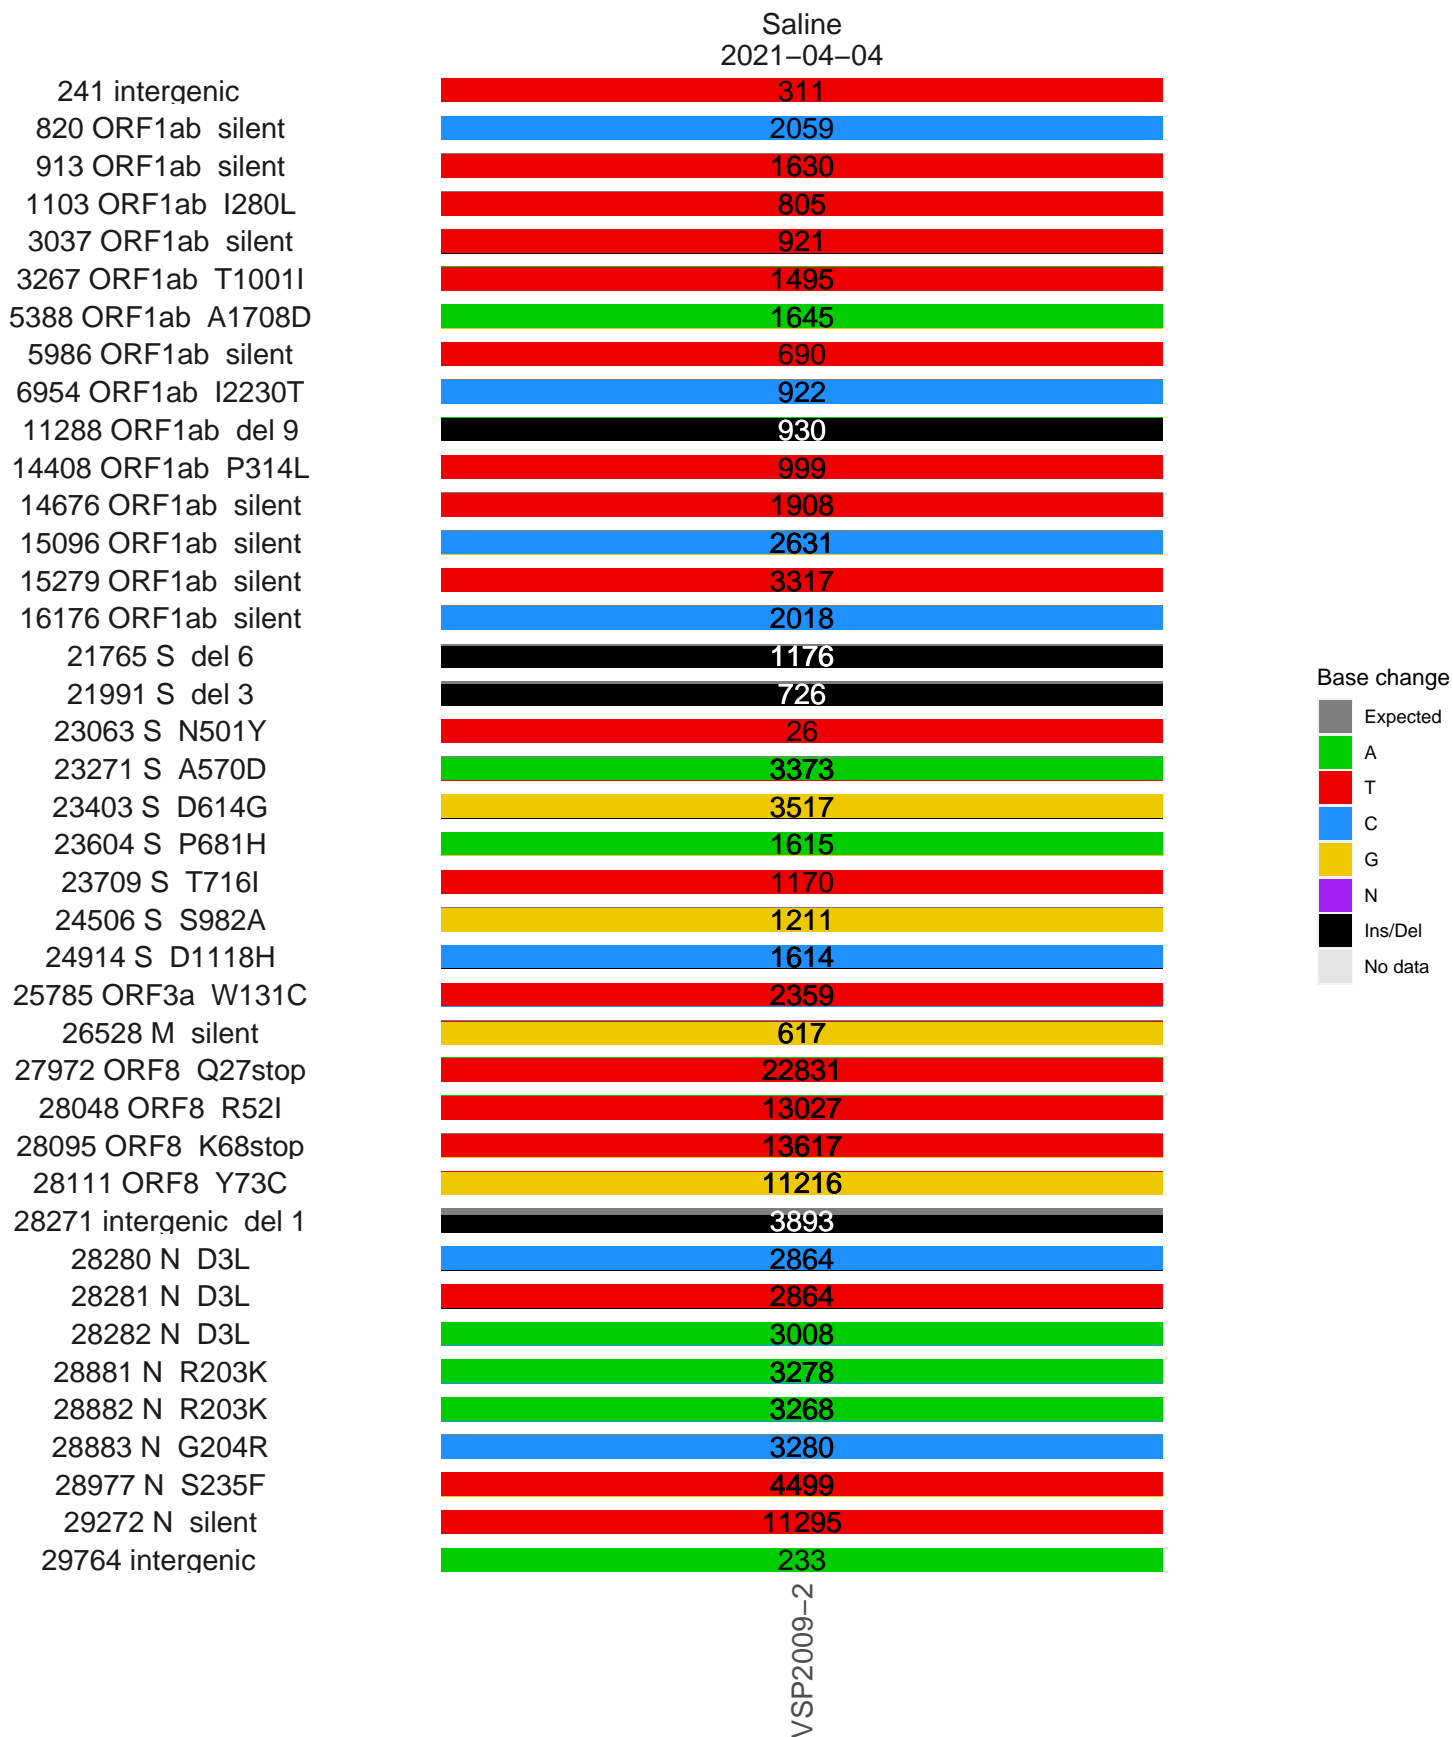 Saline
2021−04−04
241 intergenic 311
820 ORF1ab silent 2059
913 ORF1ab silent 1630
1103 ORF1ab I280L 805
3037 ORF1ab silent 921
3267 ORF1ab T1001I 1495
5388 ORF1ab A1708D 1645
5986 ORF1ab silent 690
6954 ORF1ab I2230T 922
11288 ORF1ab del 9 930
14408 ORF1ab P314L 999
14676 ORF1ab silent 1908
15096 ORF1ab silent 2631
15279 ORF1ab silent 3317
16176 ORF1ab silent 2018
21765 S del 6 1176
21991 S del 3 726
23063 S N501Y 26
23271 S A570D 3373
23403 S D614G 3517
23604 S P681H 1615
23709 S T716I 1170
24506 S S982A 1211
24914 S D1118H 1614
25785 ORF3a W131C 2359
26528 M silent 617
27972 ORF8 Q27stop 22831
28048 ORF8 R52I 13027
28095 ORF8 K68stop 13617
28111 ORF8 Y73C 11216
28271 intergenic del 1 3893
28280 N D3L 2864
28281 N D3L 2864
28282 N D3L 3008
28881 N R203K 3278
28882 N R203K 3268
28883 N G204R 3280
28977 N S235F 4499
29272 N silent 11295
29764 intergenic 233
VSP2009−2
Base change
Expected
A
T
C
G
N
Ins/Del
No data